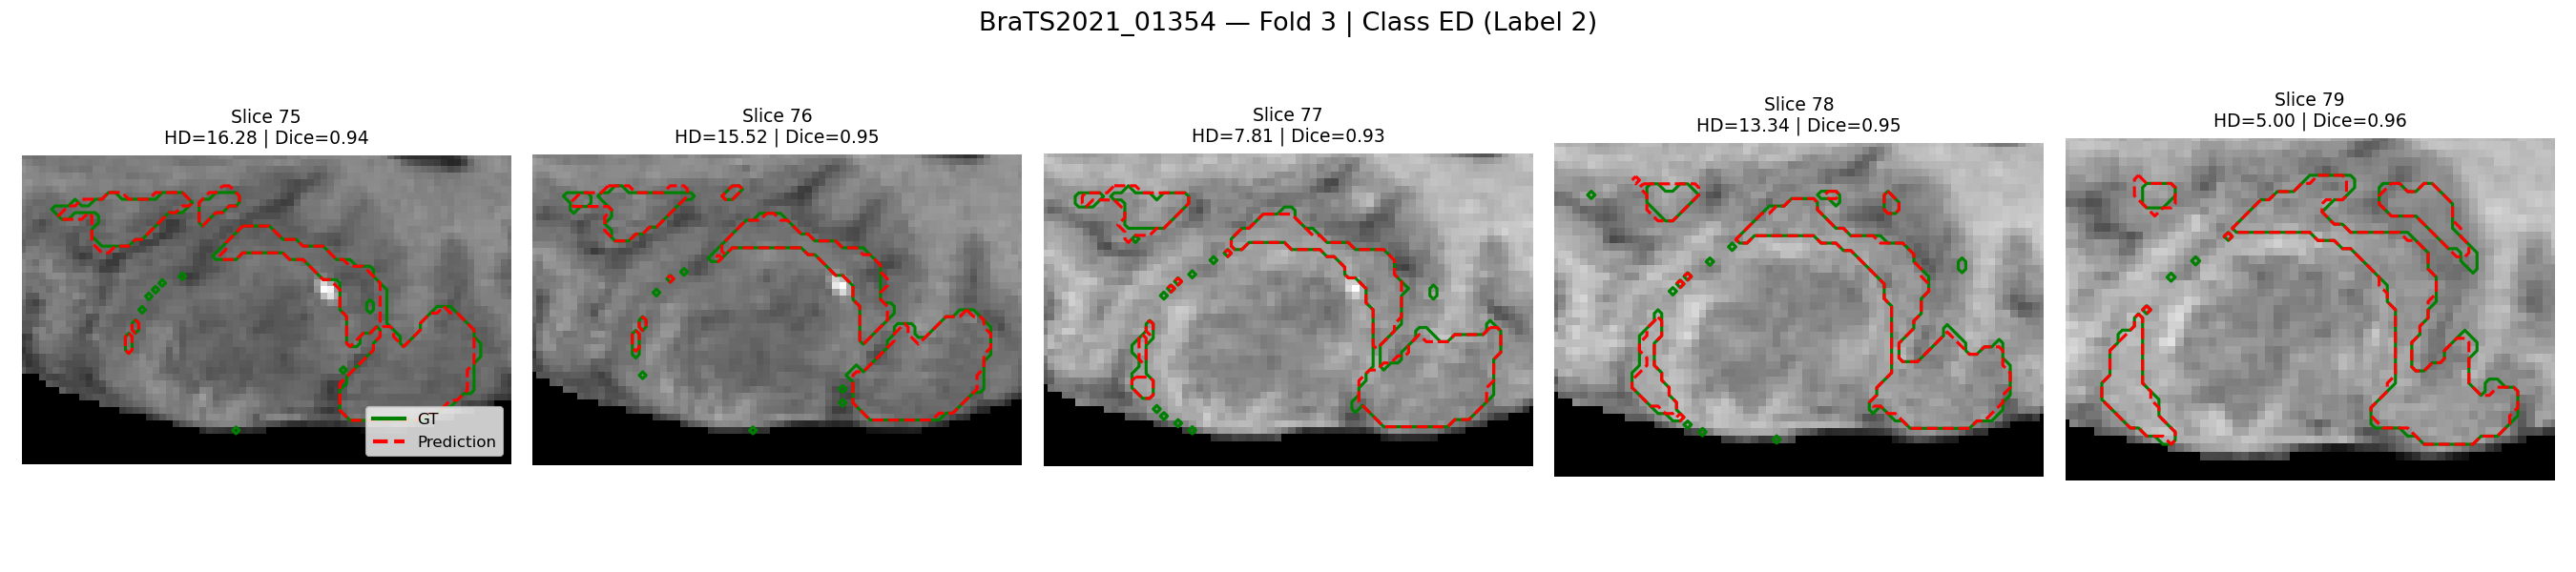 BraTS2021_01354 — Fold 3 | Class ED (Label 2)
Slice 75
HD=16.28 | Dice=0.94
Slice 76
HD=15.52 | Dice=0.95
Slice 77
HD=7.81 | Dice=0.93
Slice 78
HD=13.34 | Dice=0.95
Slice 79
HD=5.00 | Dice=0.96
GT
Prediction